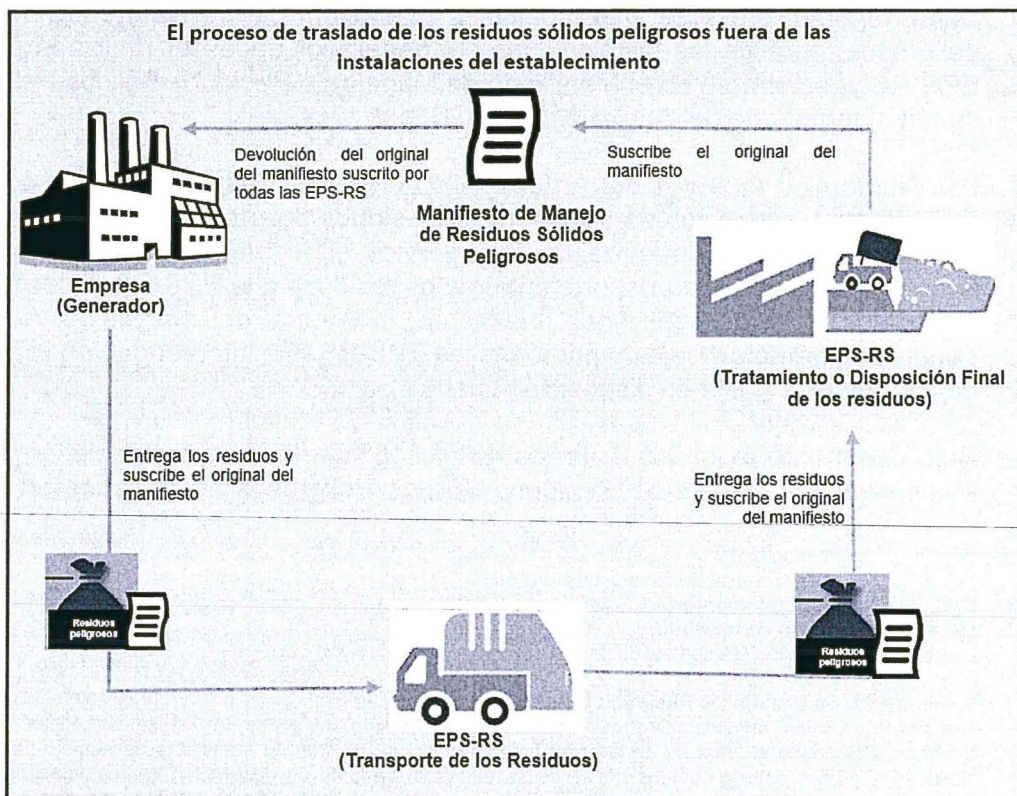 El proceso de traslado de los residuos sólidos peligrosos fuera de las
instalaciones del establecimiento
Devolución del original
del manifiesto suscrito por
todas las EPS-RS
Suscribe el original del
manifiesto
Manifiesto de Manejo
de Residuos Sólidos
Peligrosos
Empresa
(Generador)
EPS-RS
(Tratamiento o Disposición Final
de los residuos)
Entrega los residuos y
suscribe el original del
manifiesto
Entrega los residuos
y suscribe el original
del manifiesto
Residuos
peligrosos
Residuos
peligrosos
EPS-RS
(Transporte de los Residuos)